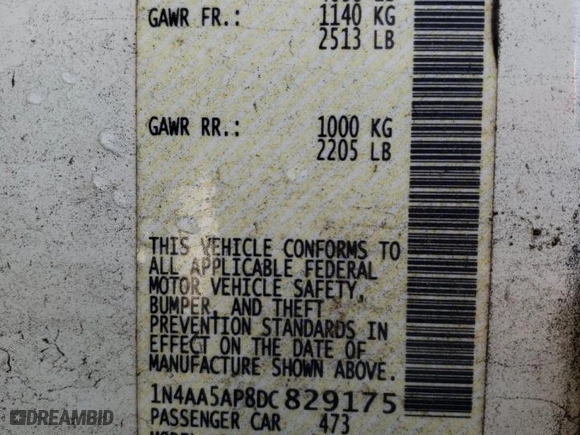 GAWR FR.: 1140 KG
2513 LB
GAWR RR.: 1000 KG
2205 LB
THIS VEHICLE CONFORMS TO
ALL APPLICABLE FEDERAL
MOTOR VEHICLE SAFETY,
BUMPER, AND THEFT
PREVENTION STANDARDS IN
EFFECT ON THE DATE OF
MANUFACTURE SHOWN ABOVE.
1N4AA5AP8DC829175
PASSENGER CAR 473
DREAMBID